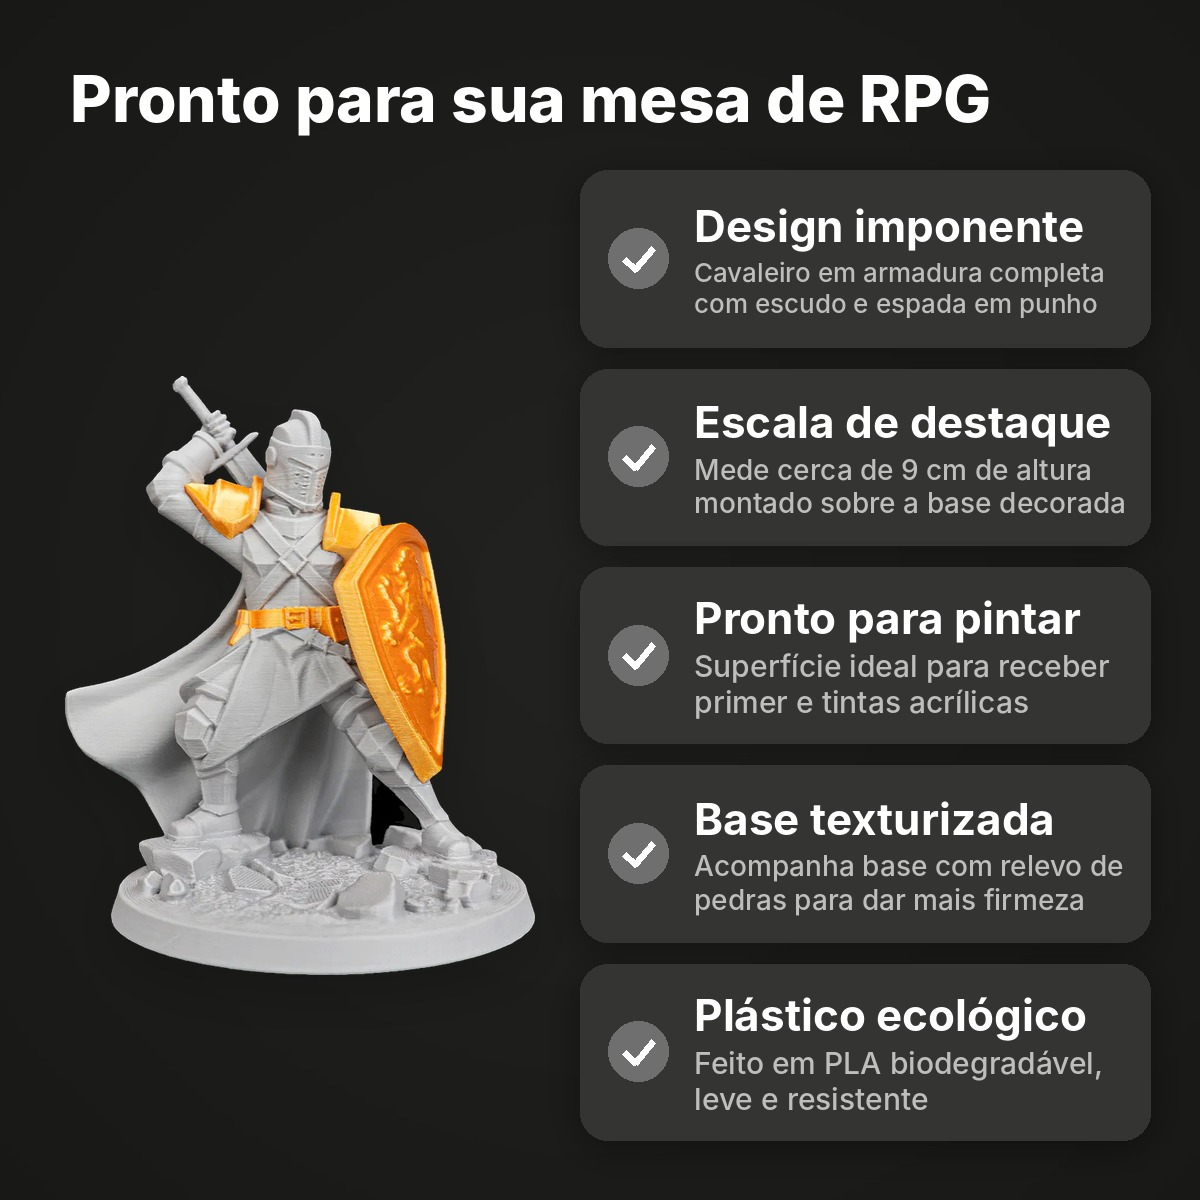 Pronto para sua mesa de RPG
Design imponente
Cavaleiro em armadura completa
com escudo e espada em punho
Escala de destaque
Mede cerca de 9 cm de altura
montado sobre a base decorada
Pronto para pintar
Superfície ideal para receber
primer e tintas acrílicas
Base texturizada
Acompanha base com relevo de
pedras para dar mais firmeza
Plástico ecológico
Feito em PLA biodegradável,
leve e resistente